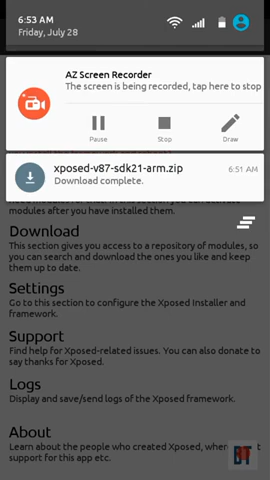 6:53 AM
Friday, July 28
AZ Screen Recorder
The screen is being recorded, tap here to stop
Pause
Stop
Draw
xposed-v87-sdk21-arm.zip
6:51 AM
Download complete.
modules after you have installed them.
Download
This section gives you access to a repository of modules, so
you can search and download the ones you like and keep
them up to date.
Settings
Go to this section to configure the Xposed Installer and
framework.
Support
Find help for Xposed-related issues. You can also donate to
say thanks for Xposed.
Logs
Display and save/send logs of the Xposed framework.
About
Learn about the people who created Xposed, where
support for this app etc.